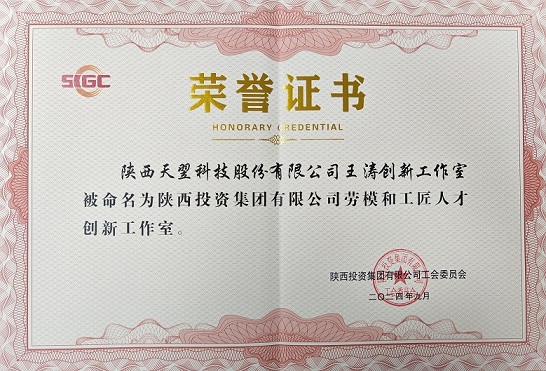 SIGC
荣誉证书
HONORARY CREDENTIAL
陕西天翌科技股份有限公司王涛创新工作室
被命名为陕西投资集团有限公司劳模和工匠人才
创新工作室。
陕西投资集团有限公司工会委员会
二〇二四年九月